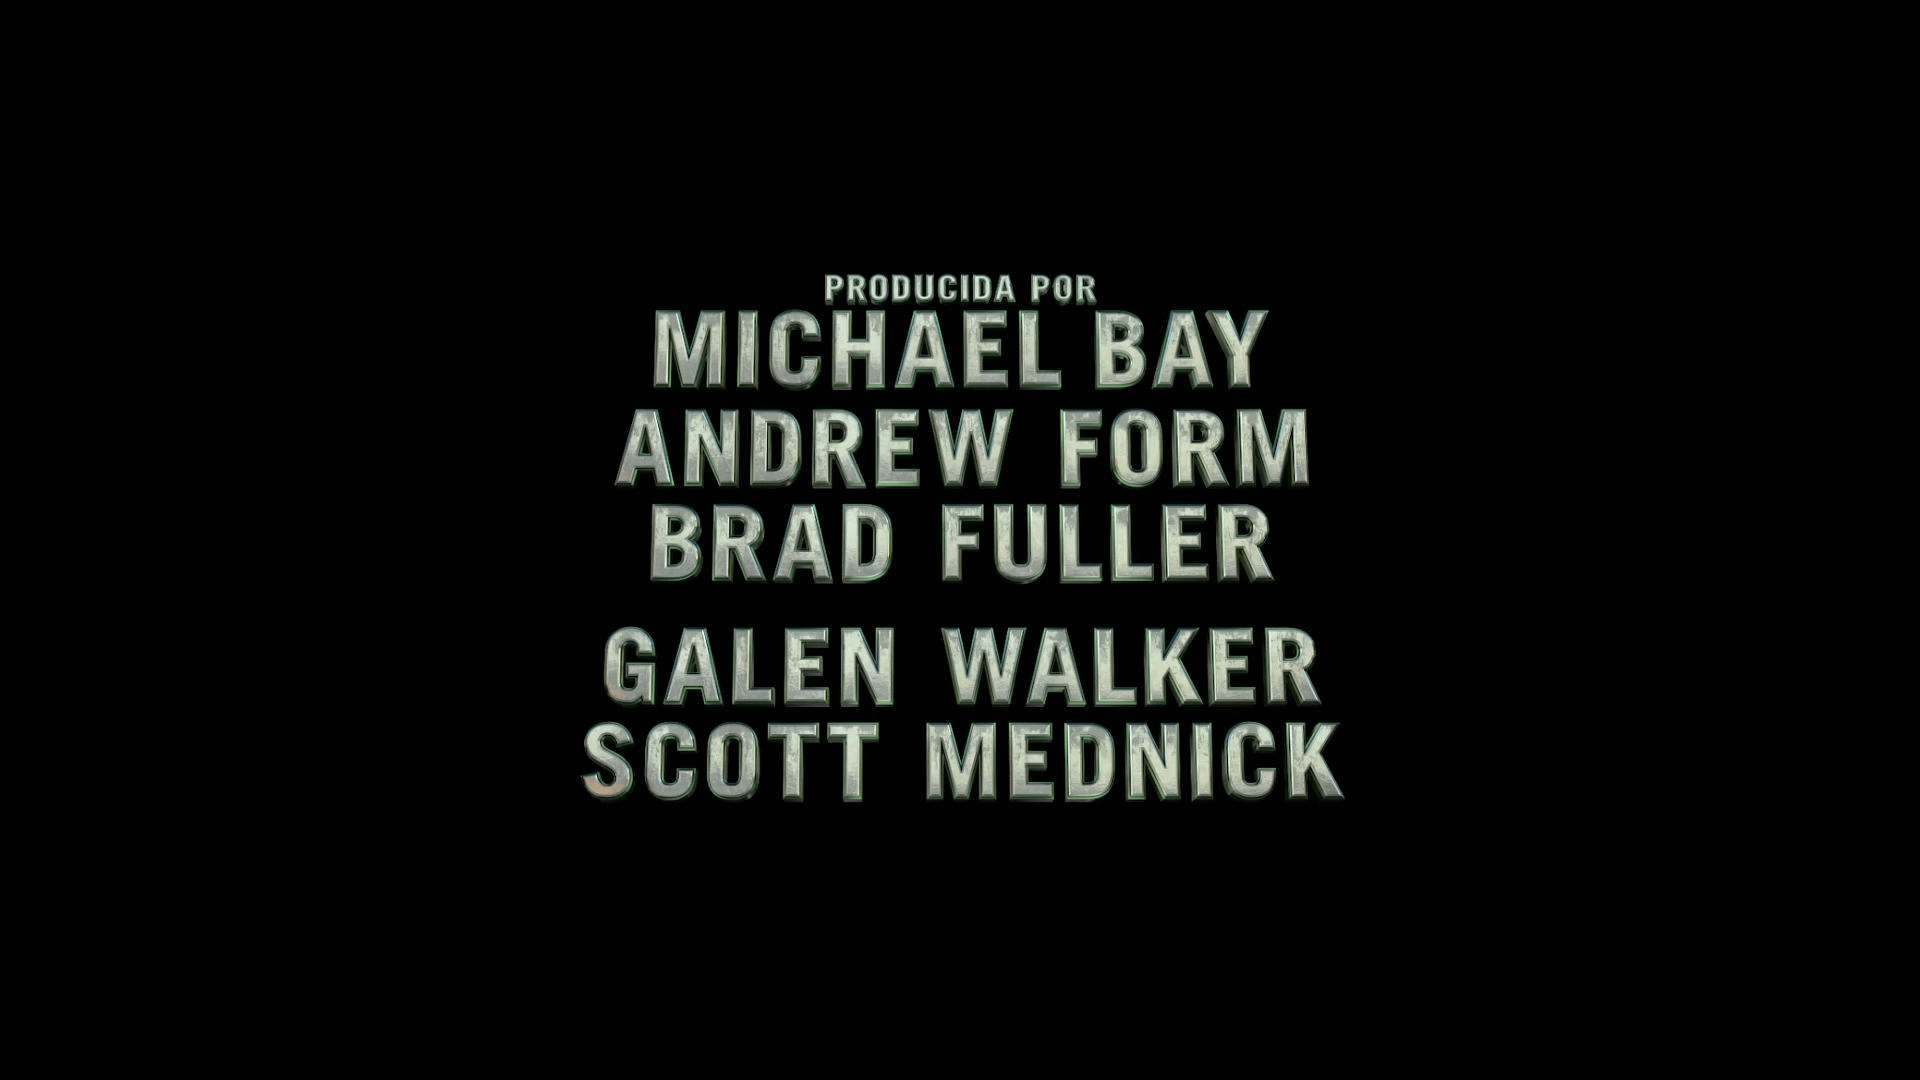 PRODUCIDA POR
MICHAEL BAY
ANDREW FORM
BRAD FULLER
GALEN WALKER
SCOTT MEDNICK